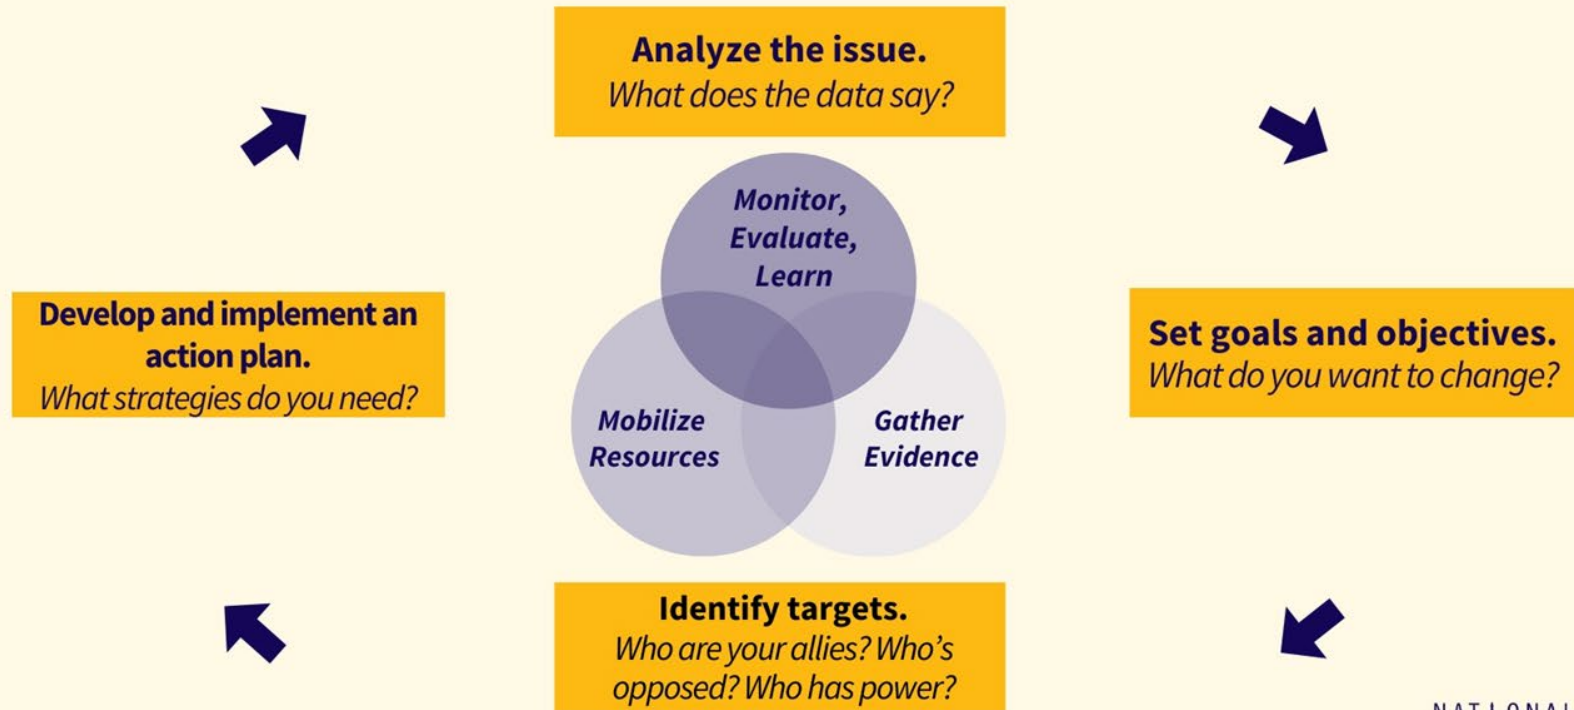 Analyze the issue.
What does the data say?
Monitor,
Evaluate,
Learn
Develop and implement an
action plan.
What strategies do you need?
Set goals and objectives.
What do you want to change?
Mobilize
Resources
Gather
Evidence
Identify targets.
Who are your allies? Who's
opposed? Who has power?